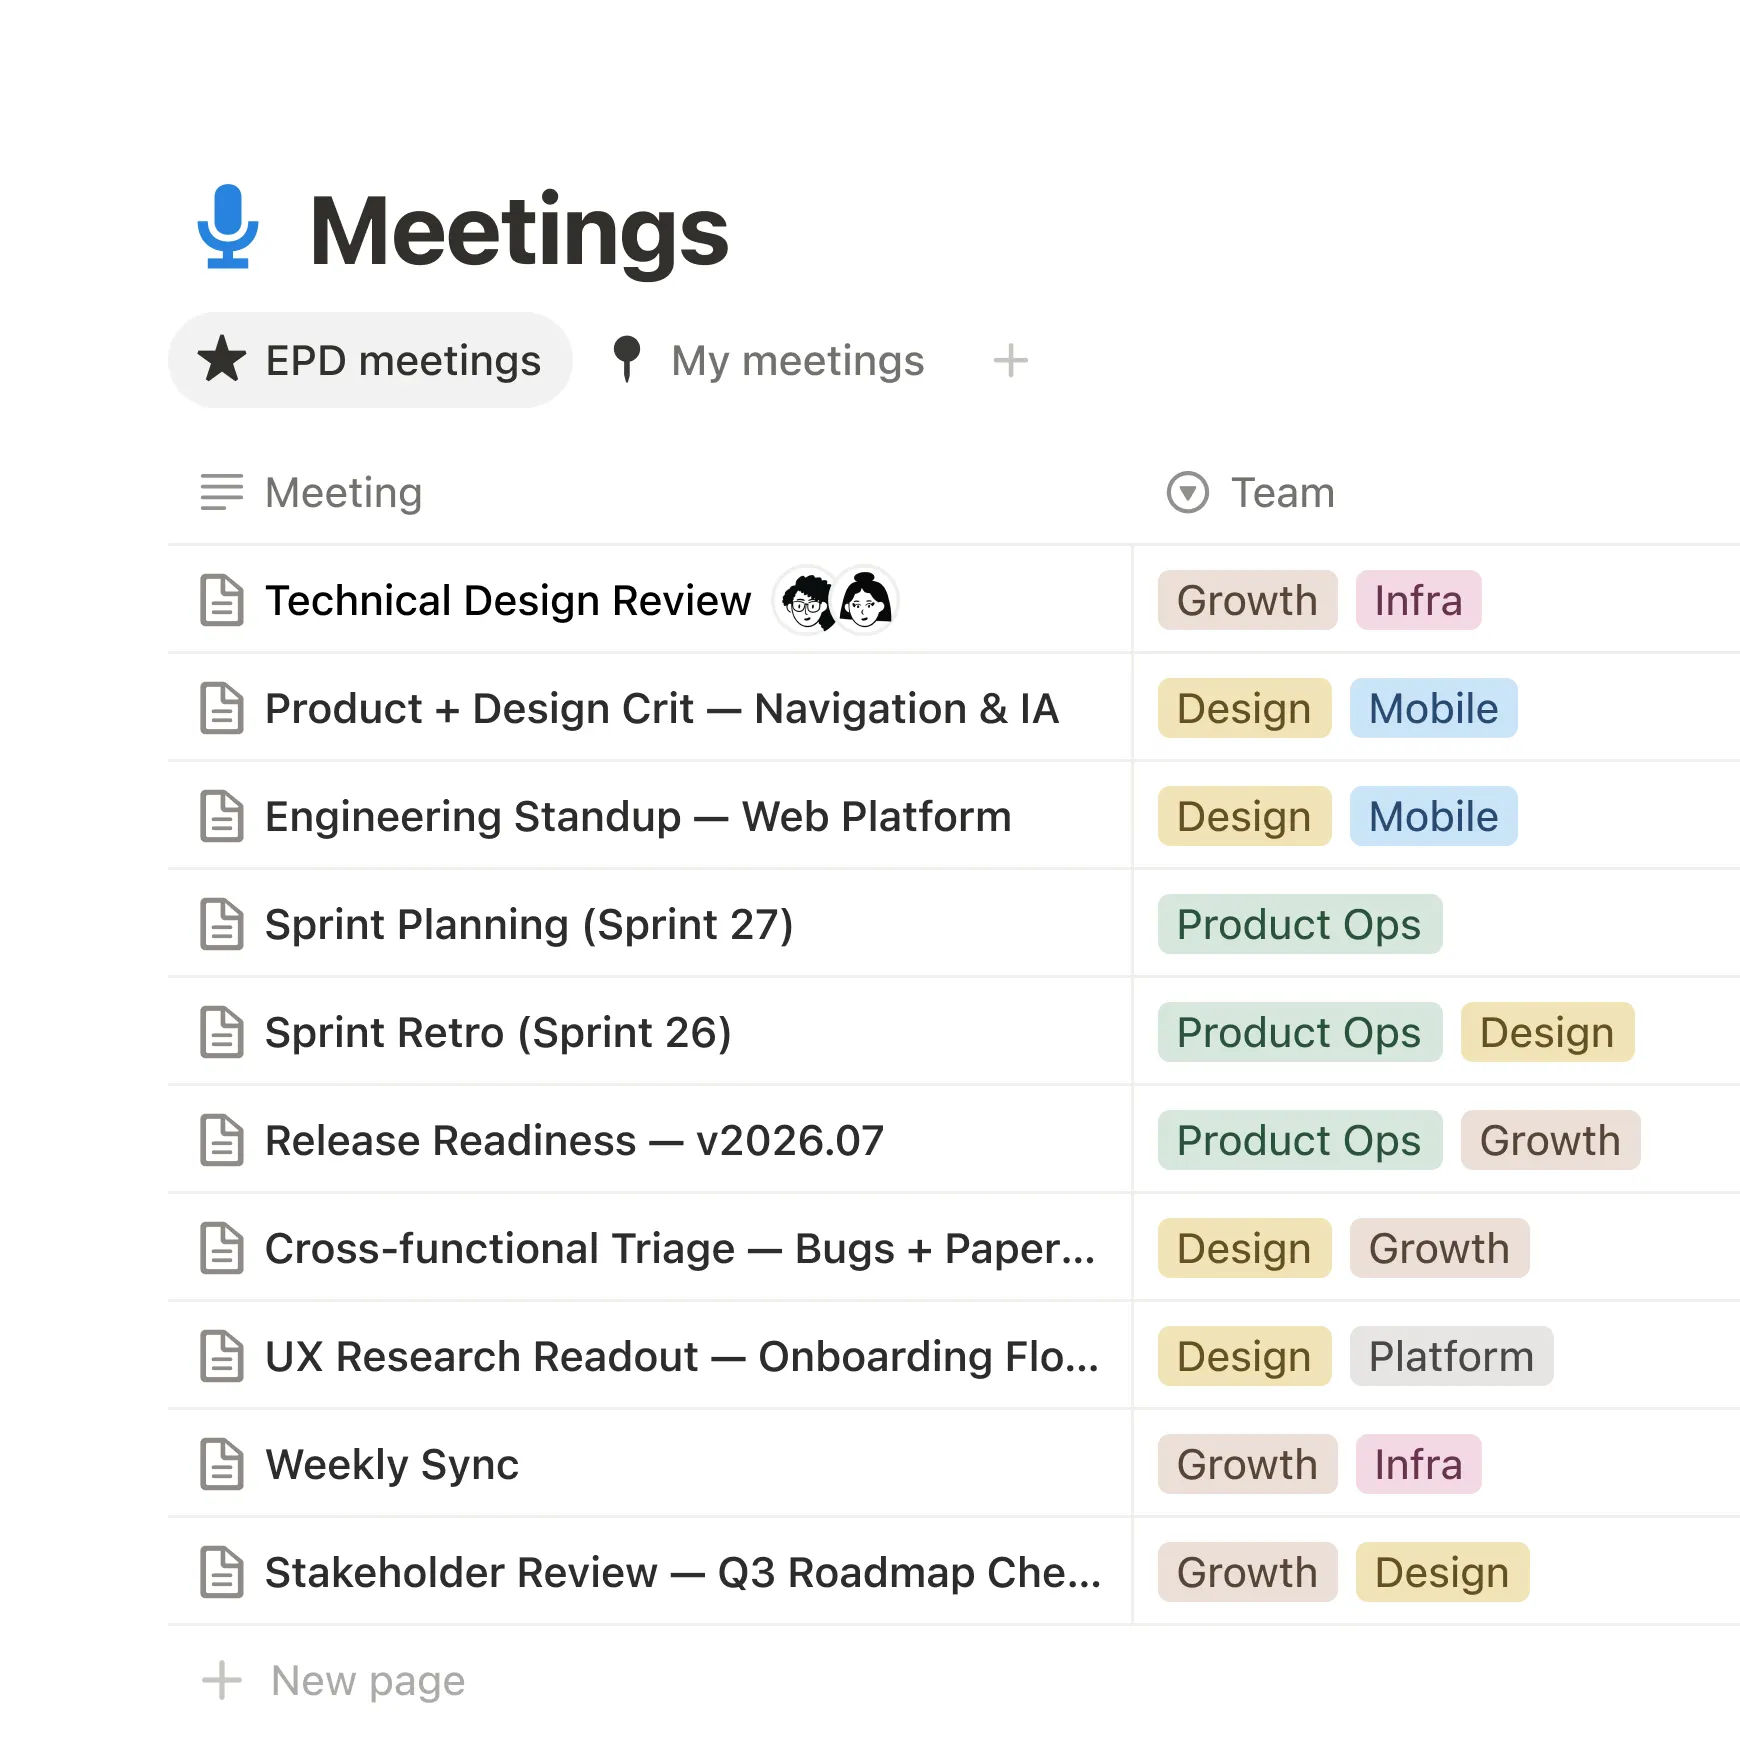 Meetings
EPD meetings My meetings
Meeting Team
Technical Design Review Growth Infra
Product + Design Crit — Navigation & IA Design Mobile
Engineering Standup — Web Platform Design Mobile
Sprint Planning (Sprint 27) Product Ops
Sprint Retro (Sprint 26) Product Ops Design
Release Readiness — v2026.07 Product Ops Growth
Cross-functional Triage — Bugs + Paper... Design Growth
UX Research Readout — Onboarding Flo... Design Platform
Weekly Sync Growth Infra
Stakeholder Review — Q3 Roadmap Che... Growth Design
New page